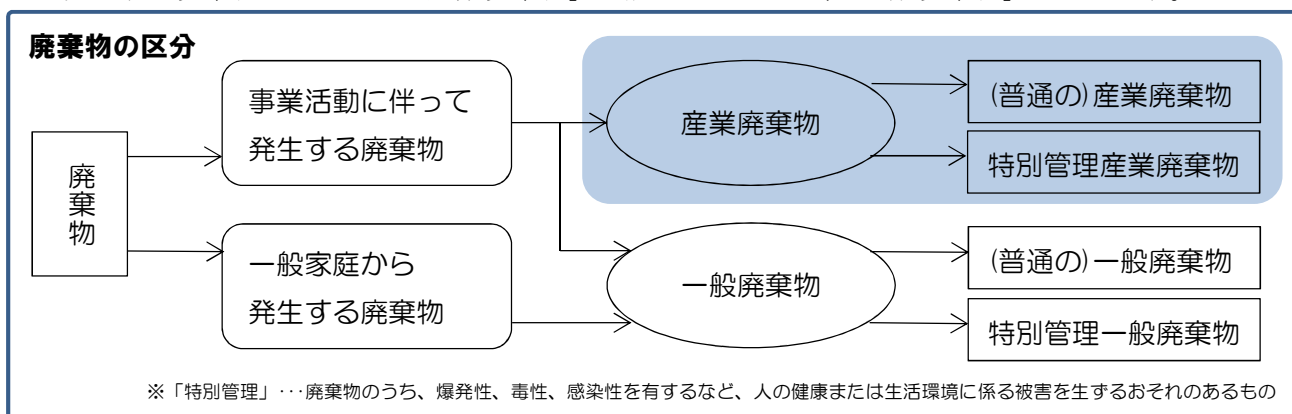 廃棄物の区分
事業活動に伴って
発生する廃棄物
産業廃棄物
(普通の)産業廃棄物
特別管理産業廃棄物
廃棄物
一般家庭から
発生する廃棄物
一般廃棄物
(普通の)一般廃棄物
特別管理一般廃棄物
※「特別管理」･･･廃棄物のうち、爆発性、毒性、感染性を有するなど、人の健康または生活環境に係る被害を生ずるおそれのあるもの